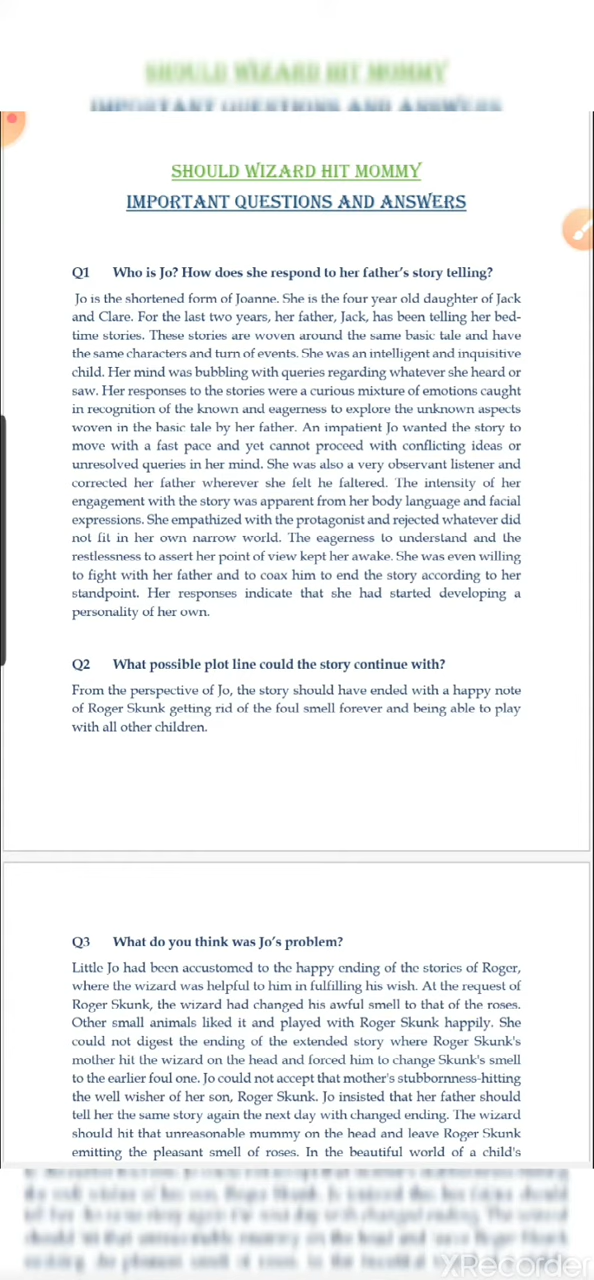 SHOULD WIZARD HIT MOMMY
IMPORTANT QUESTIONS AND ANSWERS
SHOULD WIZARD HIT MOMMY
IMPORTANT QUESTIONS AND ANSWERS
Q1 Who is Jo? How does she respond to her father's story telling?
Jo is the shortened form of Joanne. She is the four year old daughter of Jack
and Clare. For the last two years, her father, Jack, has been telling her bed-
time stories. These stories are woven around the same basic tale and have
the same characters and turn of events. She was an intelligent and inquisitive
child. Her mind was bubbling with queries regarding whatever she heard or
saw. Her responses to the stories were a curious mixture of emotions caught
in recognition of the known and eagerness to explore the unknown aspects
woven in the basic tale by her father. An impatient Jo wanted the story to
move with a fast pace and yet cannot proceed with conflicting ideas or
unresolved queries in her mind. She was also a very observant listener and
corrected her father wherever she felt he faltered. The intensity of her
engagement with the story was apparent from her body language and facial
expressions. She empathized with the protagonist and rejected whatever did
not fit in her own narrow world. The eagerness to understand and the
restlessness to assert her point of view kept her awake. She was even willing
to fight with her father and to coax him to end the story according to her
standpoint. Her responses indicate that she had started developing a
personality of her own.
Q2 What possible plot line could the story continue with?
From the perspective of Jo, the story should have ended with a happy note
of Roger Skunk getting rid of the foul smell forever and being able to play
with all other children.
Q3 What do you think was Jo's problem?
Little Jo had been accustomed to the happy ending of the stories of Roger,
where the wizard was helpful to him in fulfilling his wish. At the request of
Roger Skunk, the wizard had changed his awful smell to that of the roses.
Other small animals liked it and played with Roger Skunk happily. She
could not digest the ending of the extended story where Roger Skunk's
mother hit the wizard on the head and forced him to change Skunk's smell
to the earlier foul one. Jo could not accept that mother's stubbornness-hitting
the well wisher of her son, Roger Skunk. Jo insisted that her father should
tell her the same story again the next day with changed ending. The wizard
should hit that unreasonable mummy on the head and leave Roger Skunk
emitting the pleasant smell of roses. In the beautiful world of a child's
XRecorder